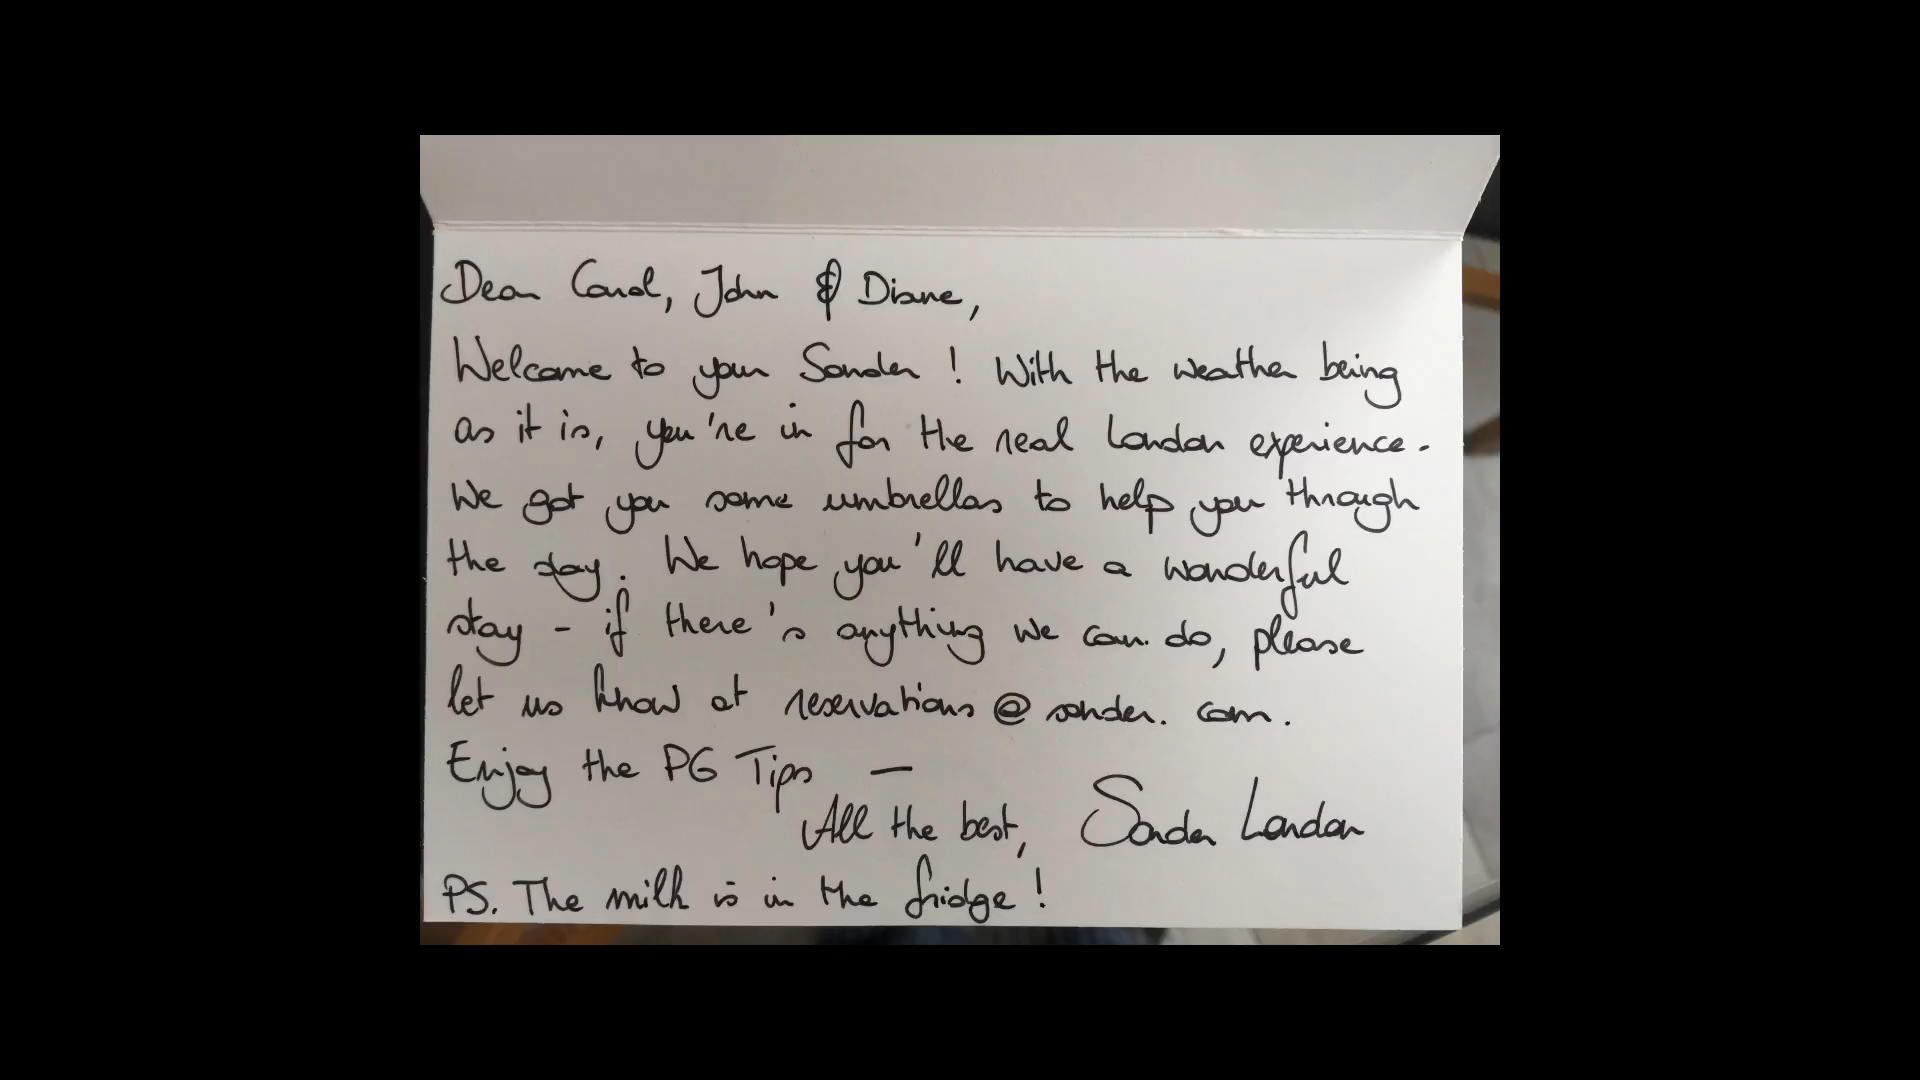 Dear Carol, John & Diane,
Welcome to your Sonder! With the weather being
as it is, you're in for the real London experience.
We got you some umbrellas to help you through
the day. We hope you'll have a wonderful
stay - if there's anything we can do, please
let us know at reservations@sonder.com.
Enjoy the PG Tips —
All the best, Sonder London
PS. The milk is in the fridge!